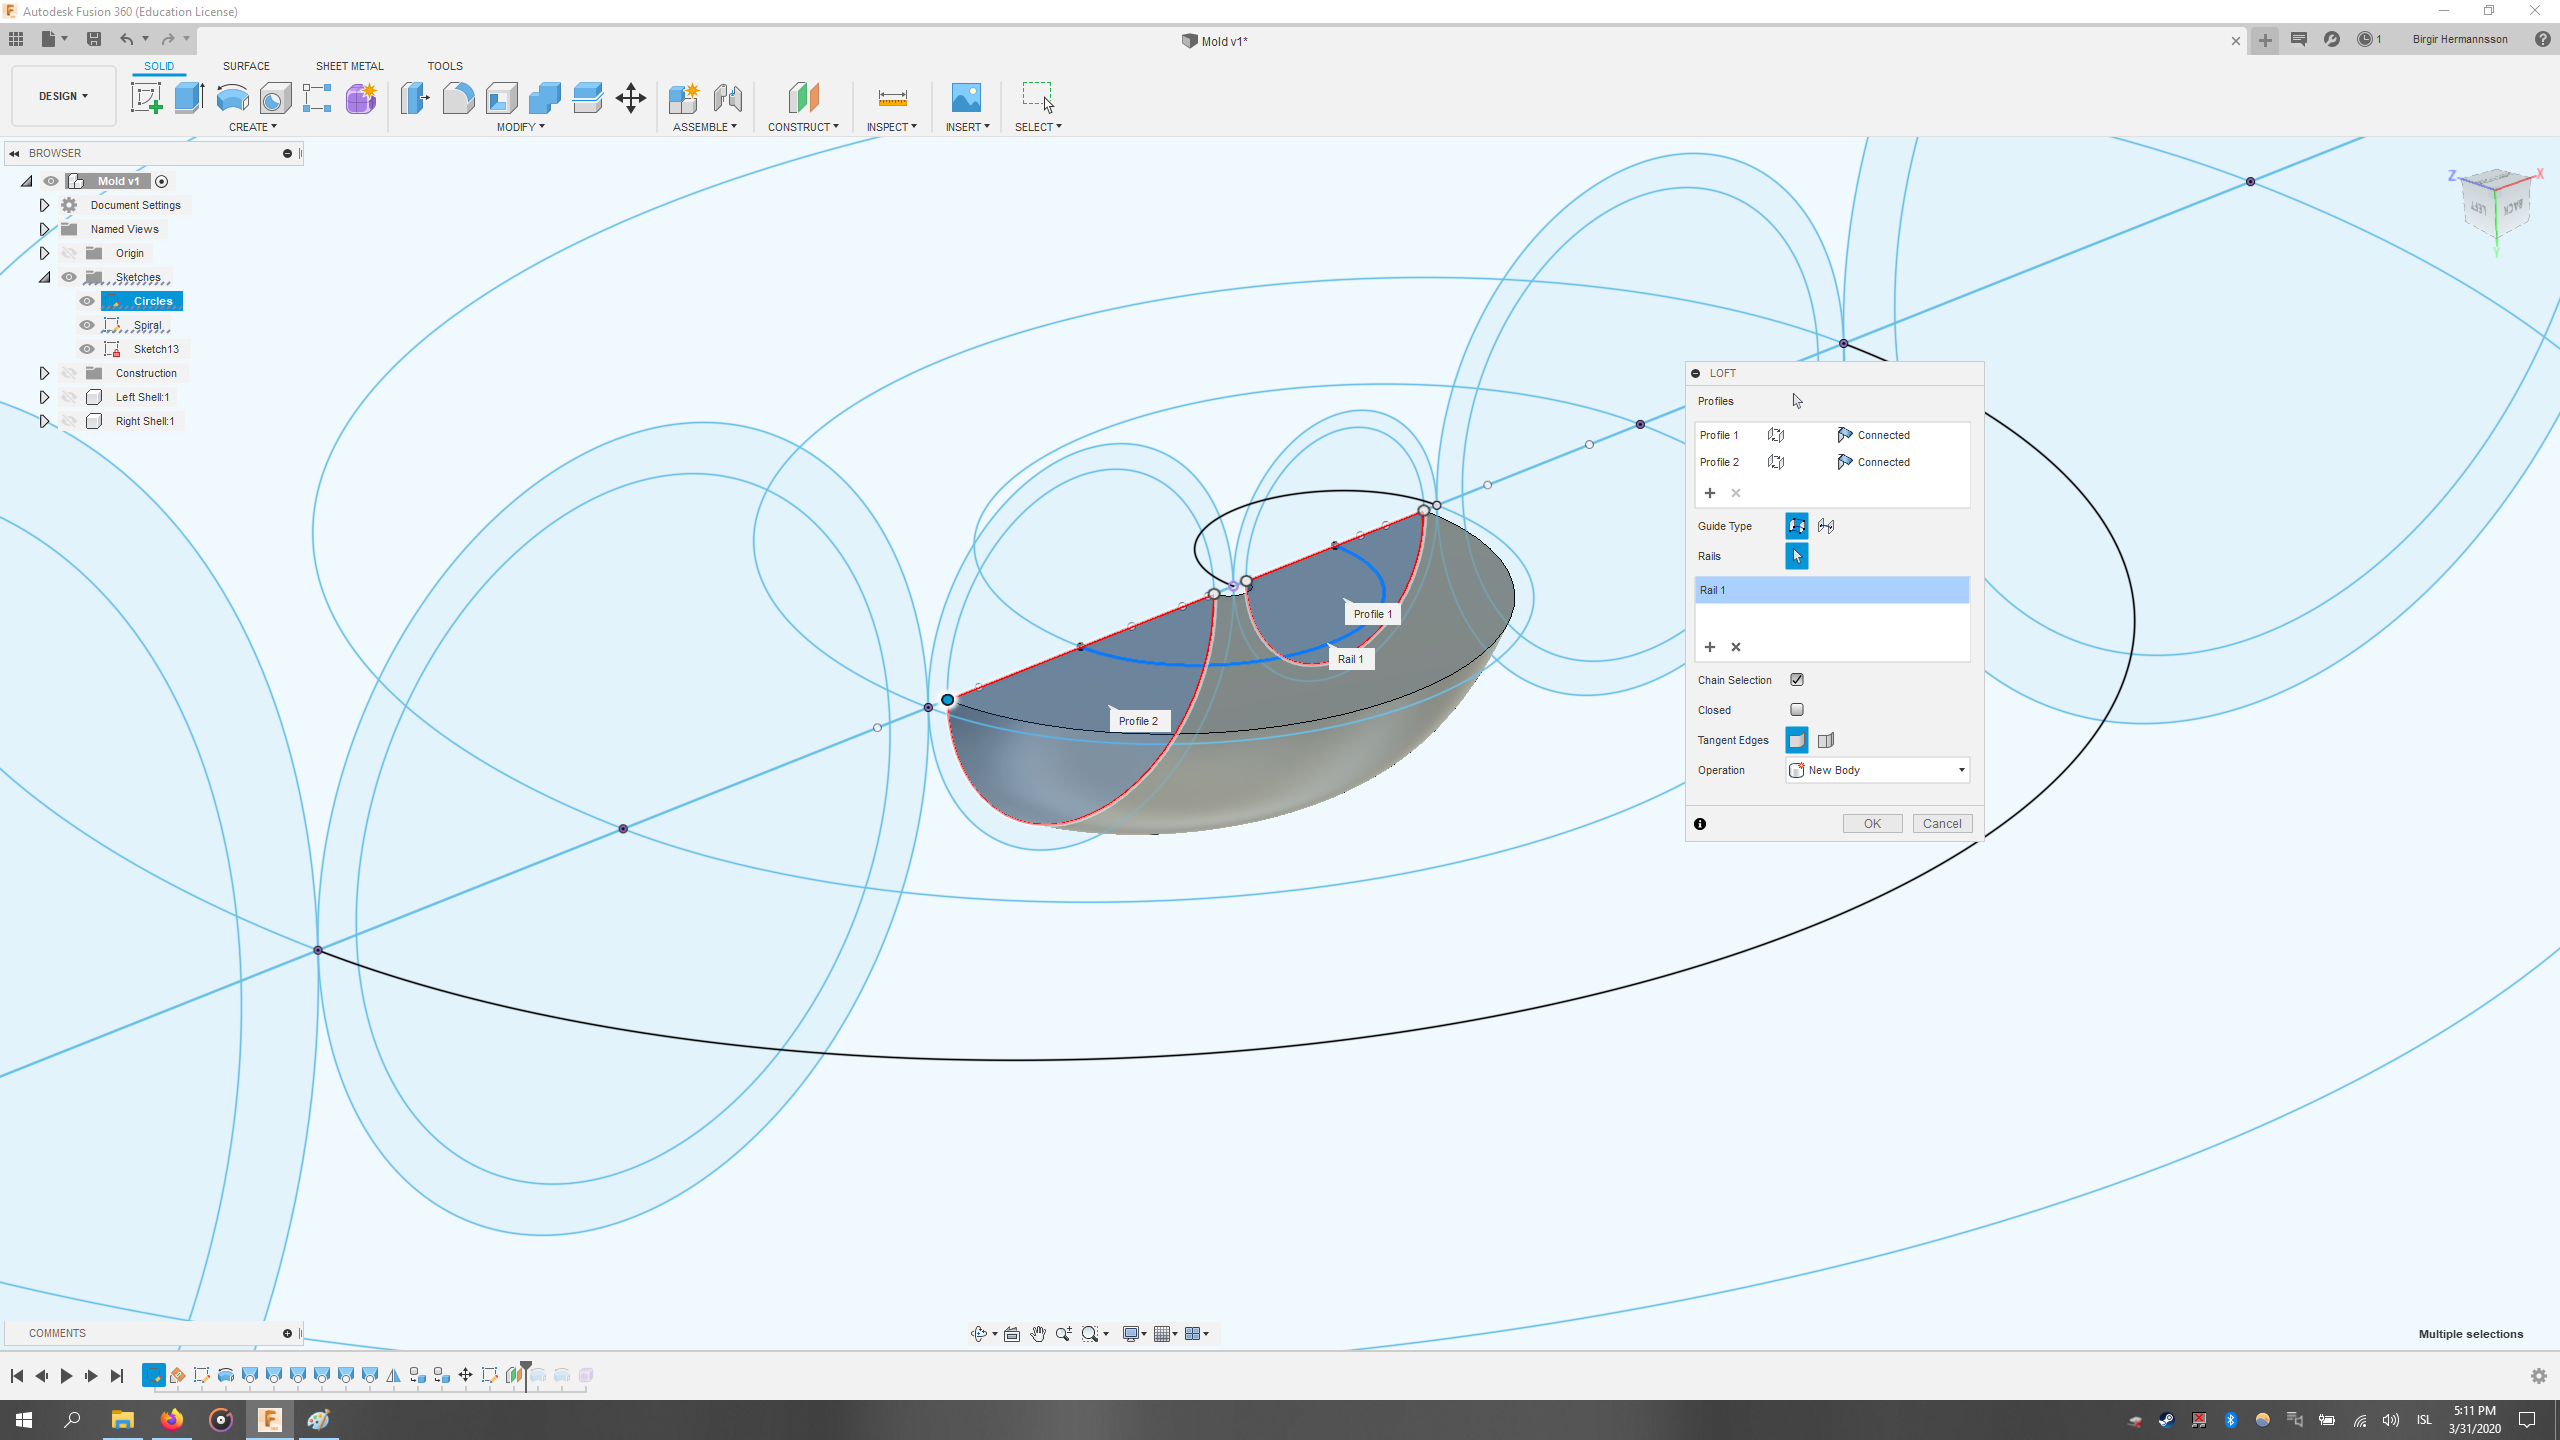 Autodesk Fusion 360 (Education License)
Mold v1*
1
Birgir Hermannsson
SOLID SURFACE SHEET METAL TOOLS
DESIGN
CREATE MODIFY ASSEMBLE CONSTRUCT INSPECT INSERT SELECT
BROWSER
Mold v1
Document Settings
Named Views
Origin
Sketches
Circles
Spiral
Sketch13
Construction
Left Shell:1
Right Shell:1
Z X
LEFT BACK
Y
LOFT
Profiles
Profile 1 Connected
Profile 2 Connected
Guide Type
Rails
Rail 1
Chain Selection
Closed
Tangent Edges
Operation New Body
OK Cancel
Profile 1
Rail 1
Profile 2
COMMENTS
Multiple selections
ISL
5:11 PM
3/31/2020